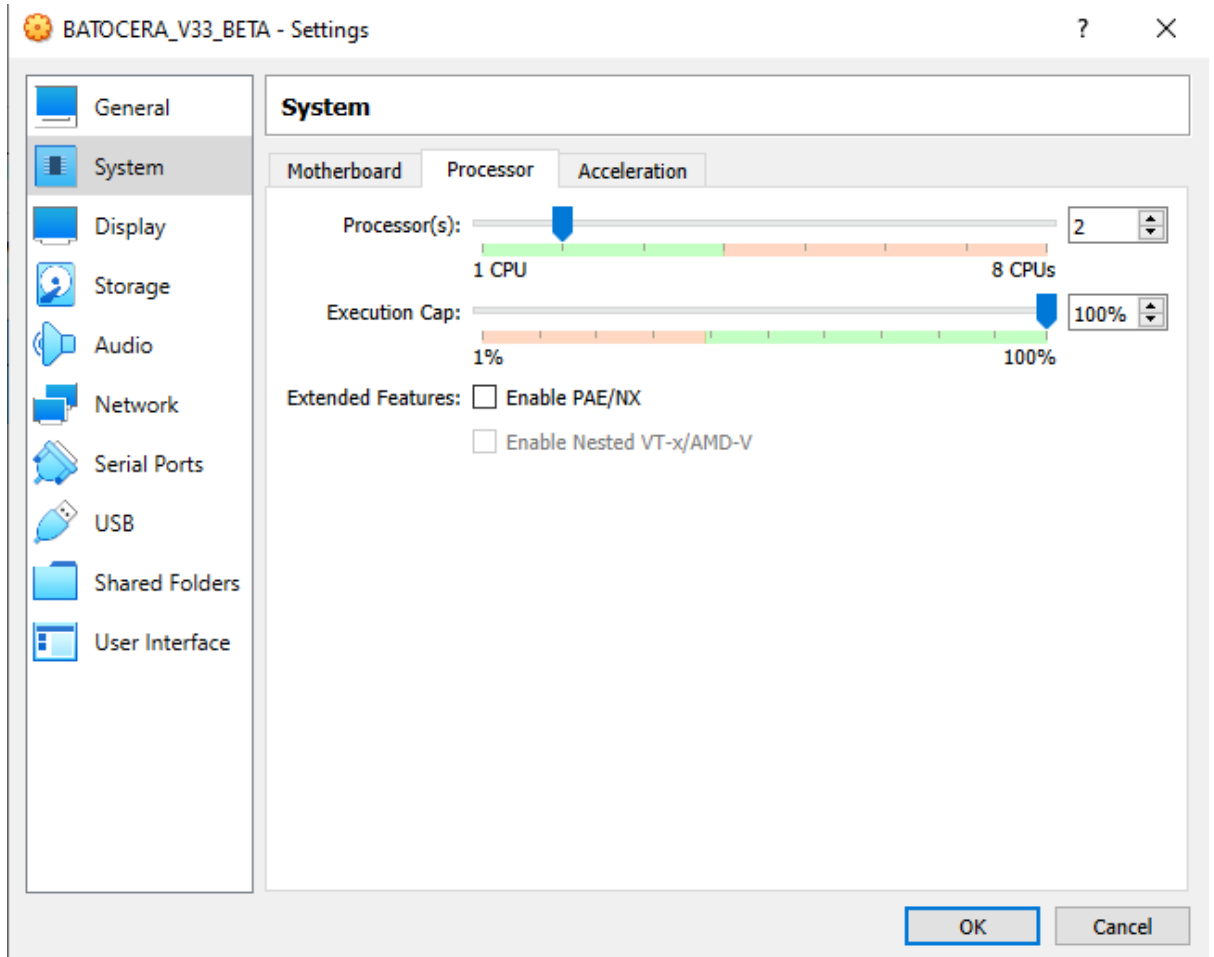 BATOCERA_V33_BETA - Settings ?
General
System
Display
Storage
Audio
Network
Serial Ports
USB
Shared Folders
User Interface
System
Motherboard Processor Acceleration
Processor(s): 2
1 CPU 8 CPUs
Execution Cap: 100%
1% 100%
Extended Features: Enable PAE/NX
Enable Nested VT-x/AMD-V
OK Cancel